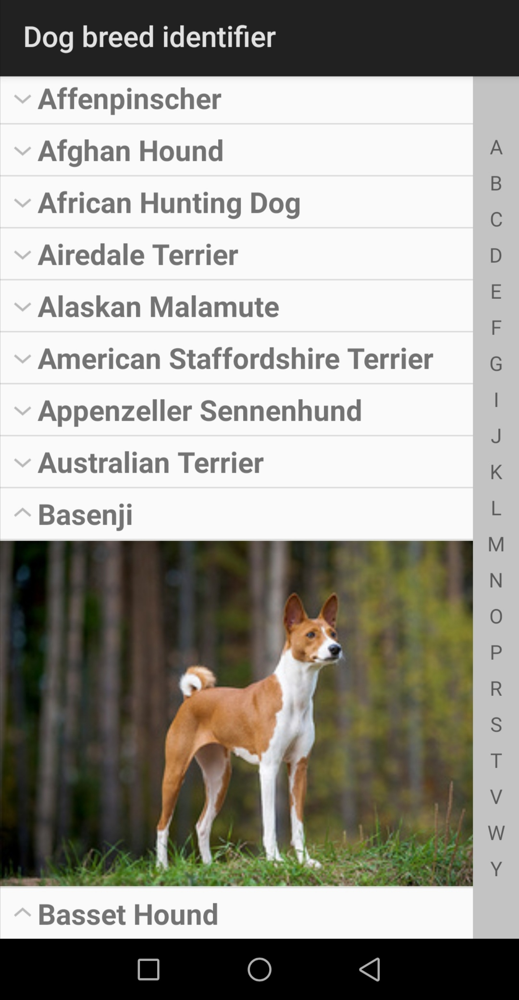 Dog breed identifier
Affenpinscher
Afghan Hound
African Hunting Dog
Airedale Terrier
Alaskan Malamute
American Staffordshire Terrier
Appenzeller Sennenhund
Australian Terrier
Basenji
Basset Hound
A
B
C
D
E
F
G
I
J
K
L
M
N
O
P
R
S
T
V
W
Y